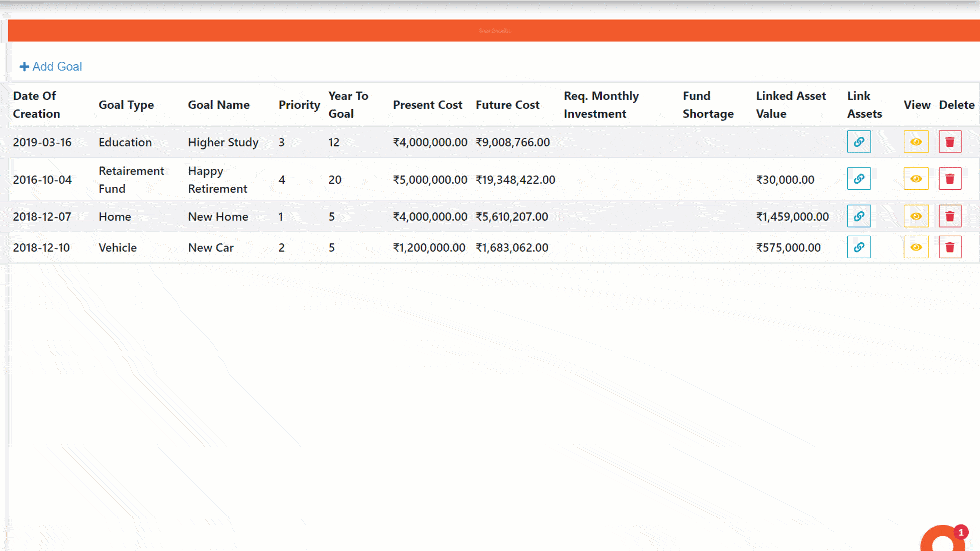 Add Goal
Date Of Creation Goal Type Goal Name Priority Year To Goal Present Cost Future Cost Req. Monthly Investment Fund Shortage Linked Asset Value Link Assets View Delete
2019-03-16 Education Higher Study 3 12 ₹4,000,000.00 ₹9,008,766.00
2016-10-04 Retairement Fund Happy Retirement 4 20 ₹5,000,000.00 ₹19,348,422.00 ₹30,000.00
2018-12-07 Home New Home 1 5 ₹4,000,000.00 ₹5,610,207.00 ₹1,459,000.00
2018-12-10 Vehicle New Car 2 5 ₹1,200,000.00 ₹1,683,062.00 ₹575,000.00
1